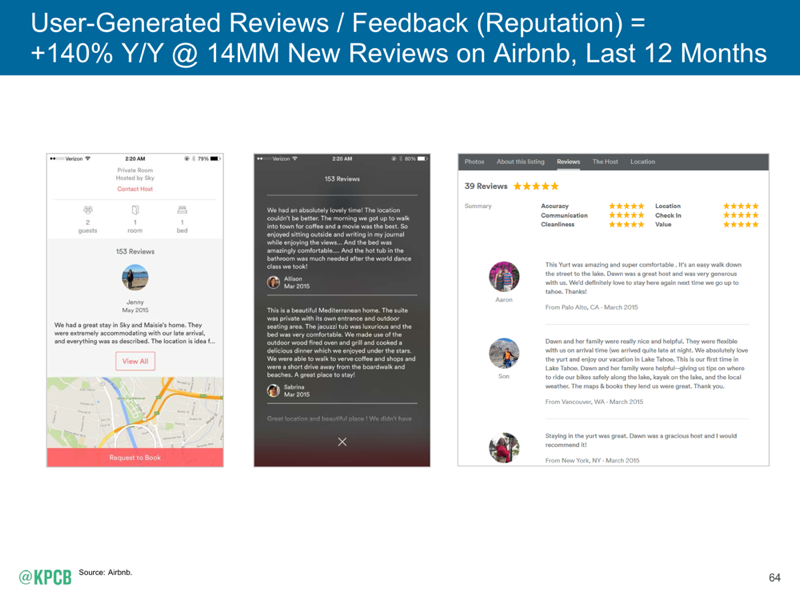 User-Generated Reviews / Feedback (Reputation) =
+140% Y/Y @ 14MM New Reviews on Airbnb, Last 12 Months
Verizon 2:20 AM 79%
Private Room
Hosted by Sky
Contact Host
2 1 1
guests room bed
153 Reviews
Jenny
May 2015
We had a great stay in Sky and Maisie's home. They
were extremely accommodating with our late arrival,
and everything was as described. The location is idea f...
View All
Request to Book
Verizon 2:20 AM 80%
153 Reviews
We had an absolutely lovely time! The location
couldn't be better. The morning we got up to walk
into town for coffee and a movie was the best. So
enjoyed sitting outside and writing in my journal
while enjoying the views... And the bed was
amazingly comfortable.... And the hot tub in the
bathroom was much needed after the world dance
class we took!
Allison
Mar 2015
This is a beautiful Mediterranean home. The suite
was private with its own entrance and outdoor
seating area. The jacuzzi tub was luxurious and the
bed was very comfortable. We made use of the
outdoor wood fired oven and grill and cooked a
delicious dinner which we enjoyed under the stars.
We were able to walk to verve coffee and shops and
were a short drive away from the boardwalk and
beaches. A great place to stay!
Sabrina
Mar 2015
Great location and beautiful place! We didn't have
Photos About this listing Reviews The Host Location
39 Reviews
Summary Accuracy Location
Communication Check In
Cleanliness Value
This Yurt was amazing and super comfortable . It's an easy walk down
the street to the lake. Dawn was a great host and was very generous
with us. We'd definitely love to stay here again next time we go up to
tahoe. Thanks!
Aaron
From Palo Alto, CA · March 2015
Dawn and her family were really nice and helpful. They were flexible
with us on arrival time (we arrived quite late at night. We absolutely love
the yurt and enjoy our vacation in Lake Tahoe. This is our first time in
Lake Tahoe. Dawn and her family were helpful--giving us tips on where
to ride our bikes safely along the lake, kayak on the lake, and the local
weather. The maps & books they lend us were great. Thank you.
Son
From Vancouver, WA · March 2015
Staying in the yurt was great. Dawn was a gracious host and I would
recommend it!
From New York, NY · March 2015
@KPCB
Source: Airbnb.
64